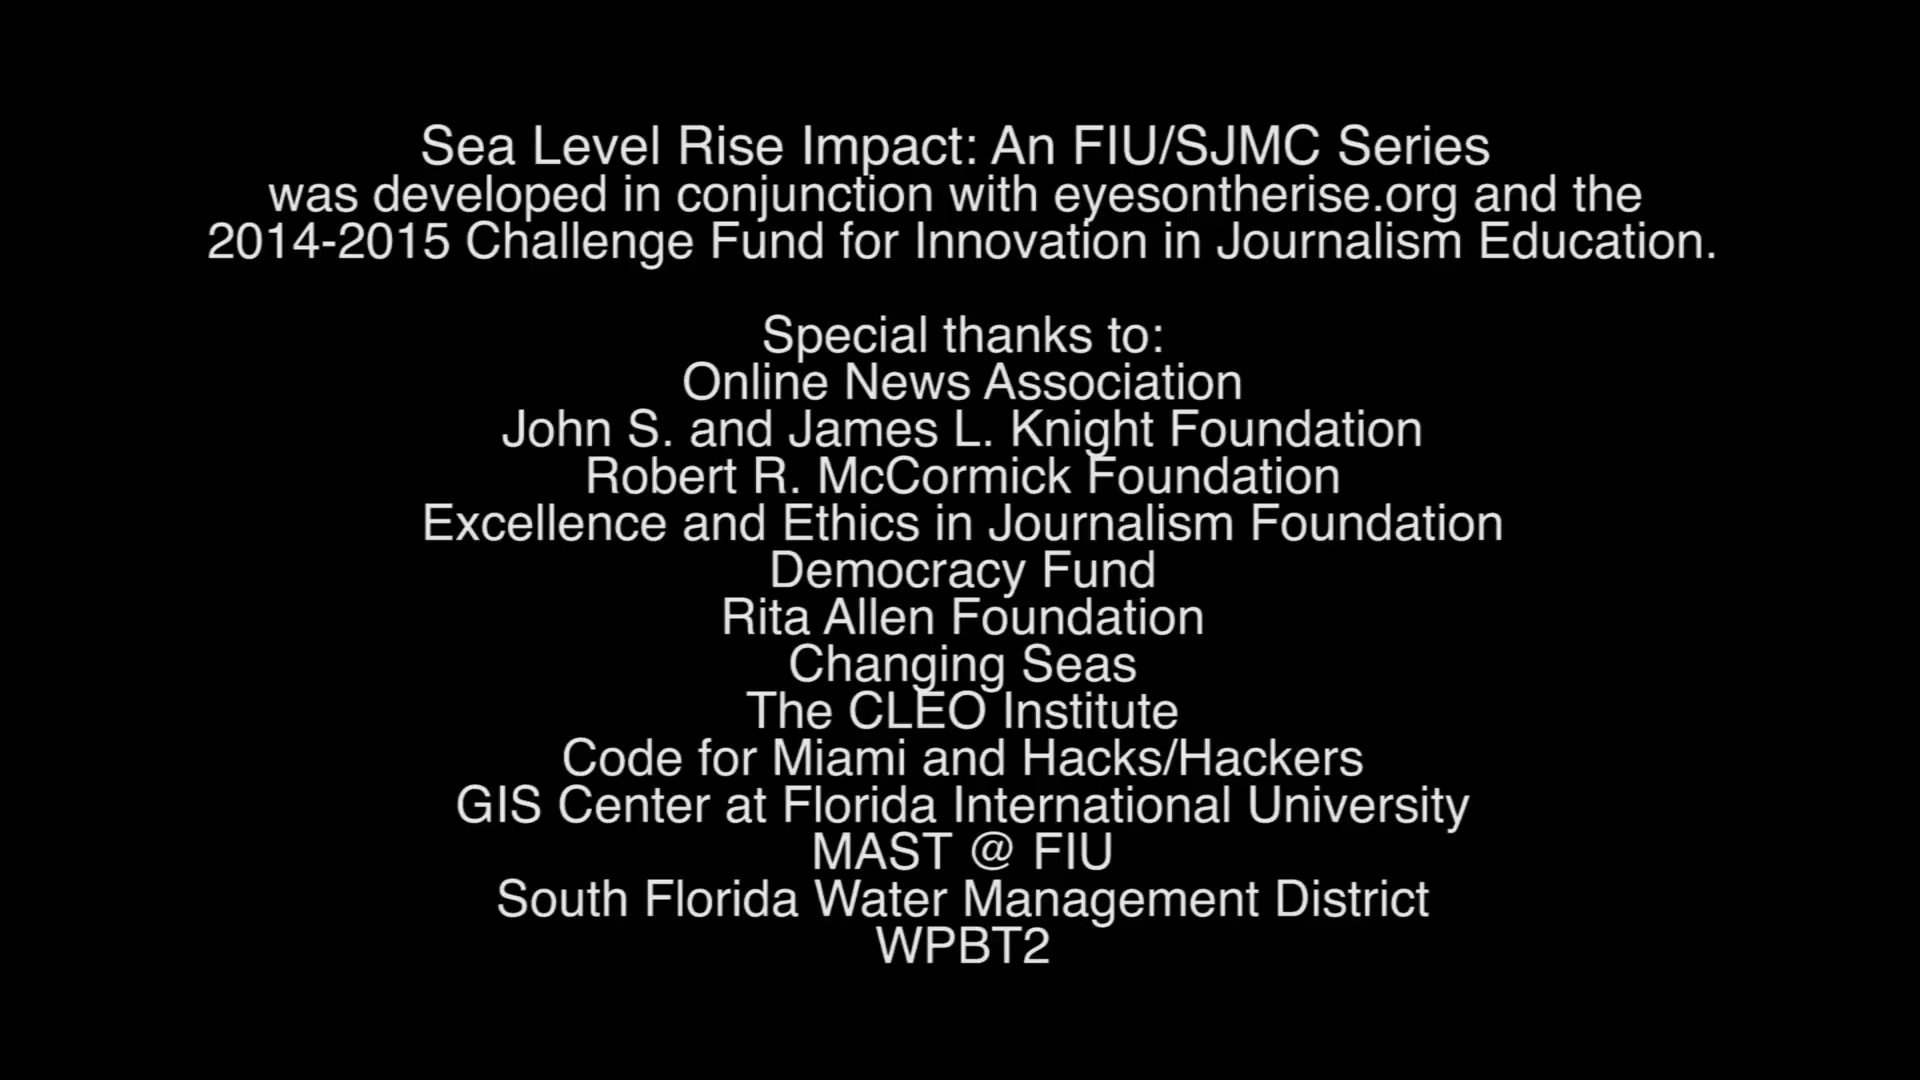 Sea Level Rise Impact: An FIU/SJMC Series
was developed in conjunction with eyesontherise.org and the
2014-2015 Challenge Fund for Innovation in Journalism Education.
Special thanks to:
Online News Association
John S. and James L. Knight Foundation
Robert R. McCormick Foundation
Excellence and Ethics in Journalism Foundation
Democracy Fund
Rita Allen Foundation
Changing Seas
The CLEO Institute
Code for Miami and Hacks/Hackers
GIS Center at Florida International University
MAST @ FIU
South Florida Water Management District
WPBT2